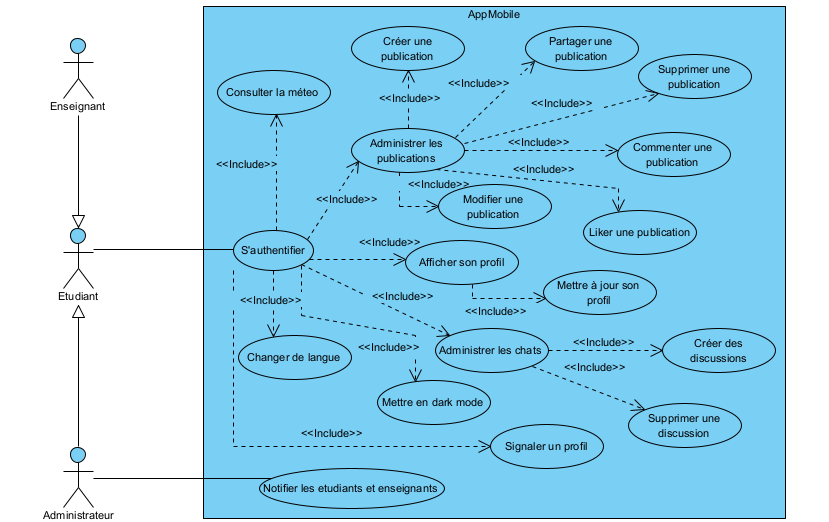 AppMobile
Créer une
publication
Partager une
publication
Supprimer une
publication
Consulter la méteo
Enseignant
<<Include>>
<<Include>>
<<Include>>
Administrer les
publications
<<Include>>
Commenter une
publication
<<Include>>
<<Include>>
<<Include>>
<<Include>>
Modifier une
publication
Liker une publication
Etudiant
S'authentifier
<<Include>>
Afficher son profil
Mettre à jour son
profil
<<Include>>
<<Include>>
<<Include>>
Changer de langue
<<Include>>
Administrer les chats
<<Include>>
Créer des
discussions
<<Include>>
Mettre en dark mode
Supprimer une
discussion
<<Include>>
Signaler un profil
Notifier les etudiants et enseignants
Administrateur